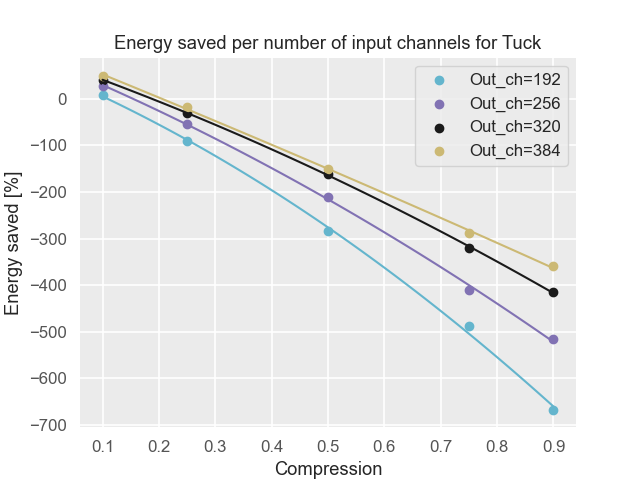 Energy saved per number of input channels for Tuck
Out_ch=192
Out_ch=256
Out_ch=320
Out_ch=384
Energy saved [%]
0
−100
−200
−300
−400
−500
−600
−700
0.1 0.2 0.3 0.4 0.5 0.6 0.7 0.8 0.9
Compression